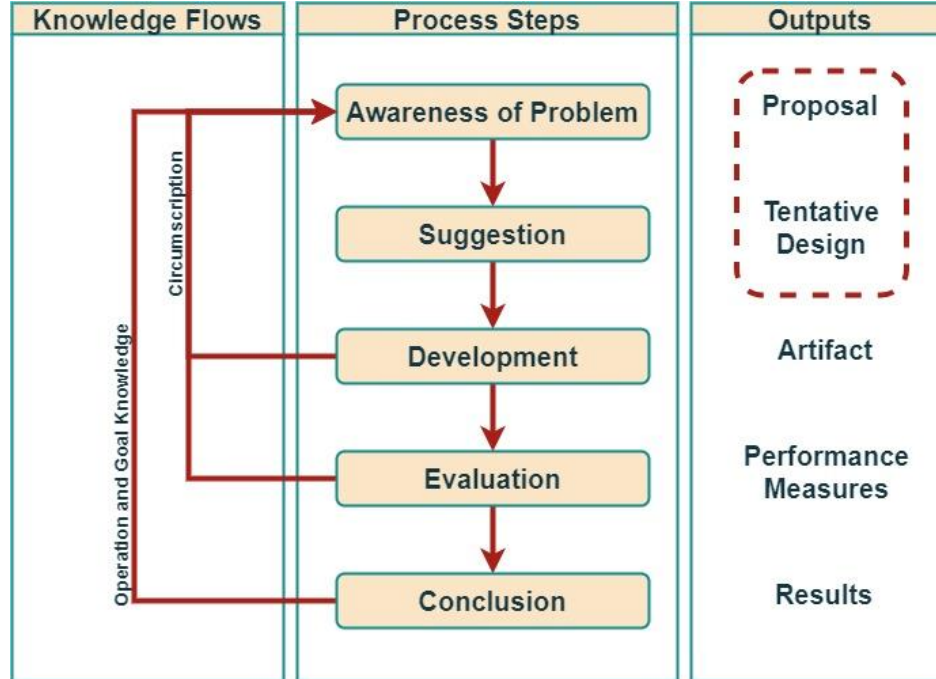 Knowledge Flows
Process Steps
Outputs
Awareness of Problem
Proposal
Circumscription
Suggestion
Tentative
Design
Operation and Goal Knowledge
Development
Artifact
Evaluation
Performance
Measures
Conclusion
Results